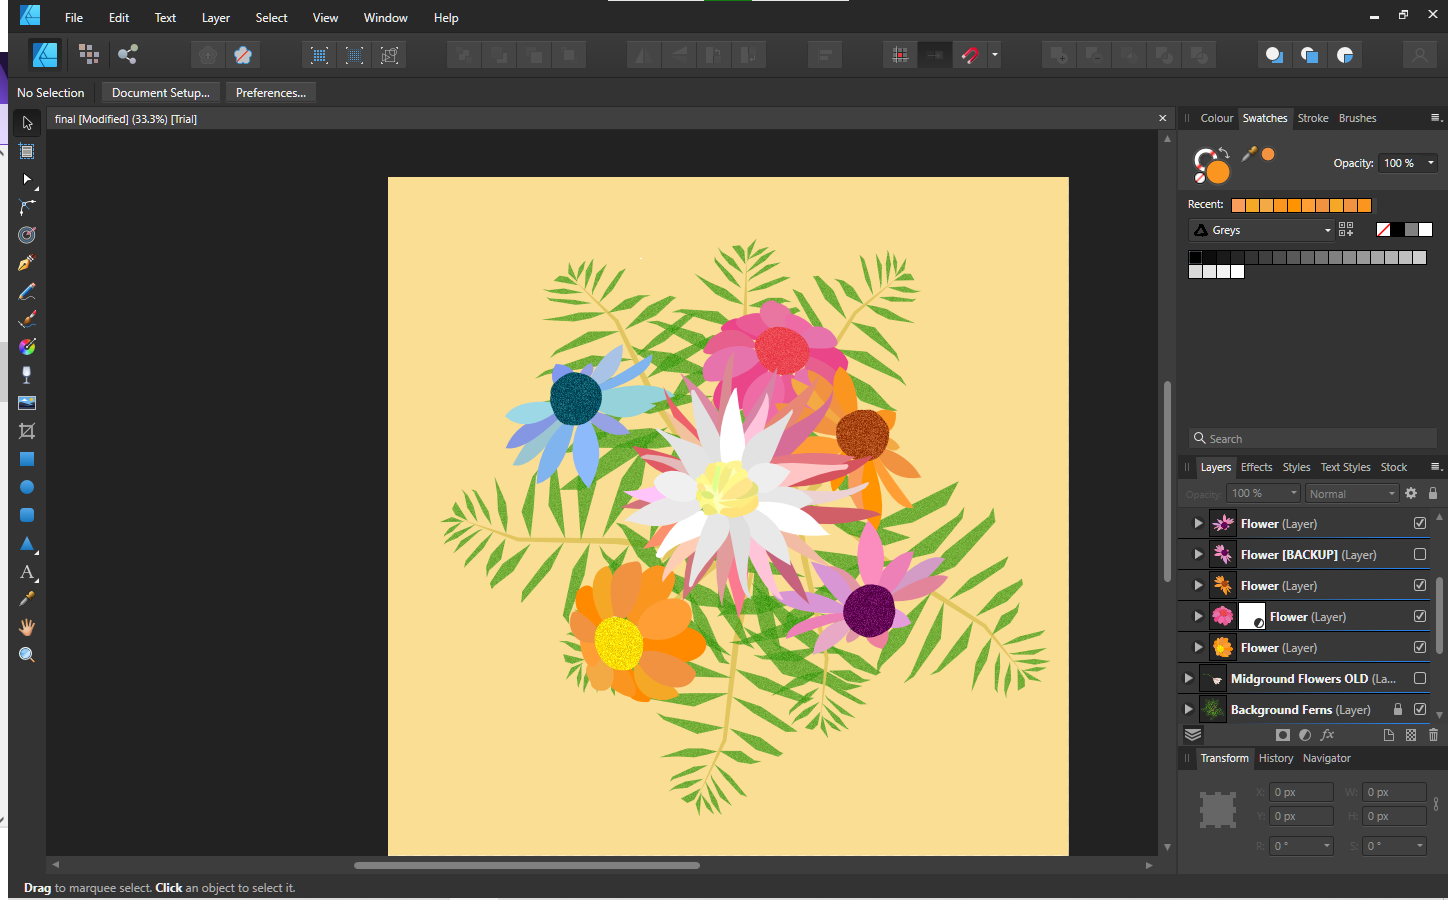 File Edit Text Layer Select View Window Help
No Selection Document Setup... Preferences...
final [Modified] (33.3%) [Trial]
Colour Swatches Stroke Brushes
Opacity: 100 %
Recent:
Greys
Search
Layers Effects Styles Text Styles Stock
Opacity: 100 % Normal
Flower (Layer)
Flower [BACKUP] (Layer)
Flower (Layer)
Flower (Layer)
Flower (Layer)
Midground Flowers OLD (La...
Background Ferns (Layer)
fx
Transform History Navigator
X: 0 px W: 0 px
Y: 0 px H: 0 px
R: 0 ° S: 0 °
Drag to marquee select. Click an object to select it.